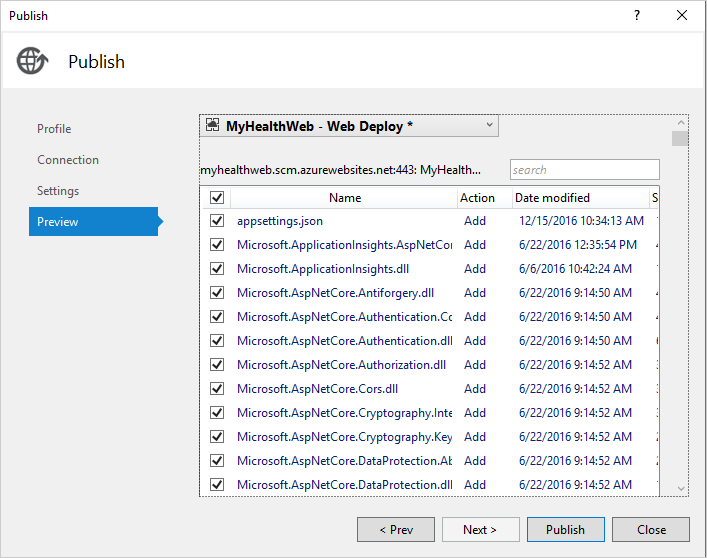 Publish
?
Publish
Profile
Connection
Settings
Preview
MyHealthWeb - Web Deploy *
myhealthweb.scm.azurewebsites.net:443: MyHealth...
search
Name Action Date modified S
appsettings.json Add 12/15/2016 10:34:13 AM
Microsoft.ApplicationInsights.AspNetCor Add 6/22/2016 12:35:54 PM
Microsoft.ApplicationInsights.dll Add 6/6/2016 10:42:24 AM
Microsoft.AspNetCore.Antiforgery.dll Add 6/22/2016 9:14:50 AM
Microsoft.AspNetCore.Authentication.Co Add 6/22/2016 9:14:50 AM
Microsoft.AspNetCore.Authentication.dll Add 6/22/2016 9:14:50 AM
Microsoft.AspNetCore.Authorization.dll Add 6/22/2016 9:14:52 AM
Microsoft.AspNetCore.Cors.dll Add 6/22/2016 9:14:52 AM
Microsoft.AspNetCore.Cryptography.Inte Add 6/22/2016 9:14:52 AM
Microsoft.AspNetCore.Cryptography.Key Add 6/22/2016 9:14:52 AM
Microsoft.AspNetCore.DataProtection.Ab Add 6/22/2016 9:14:52 AM
Microsoft.AspNetCore.DataProtection.dll Add 6/22/2016 9:14:52 AM
< Prev
Next >
Publish
Close